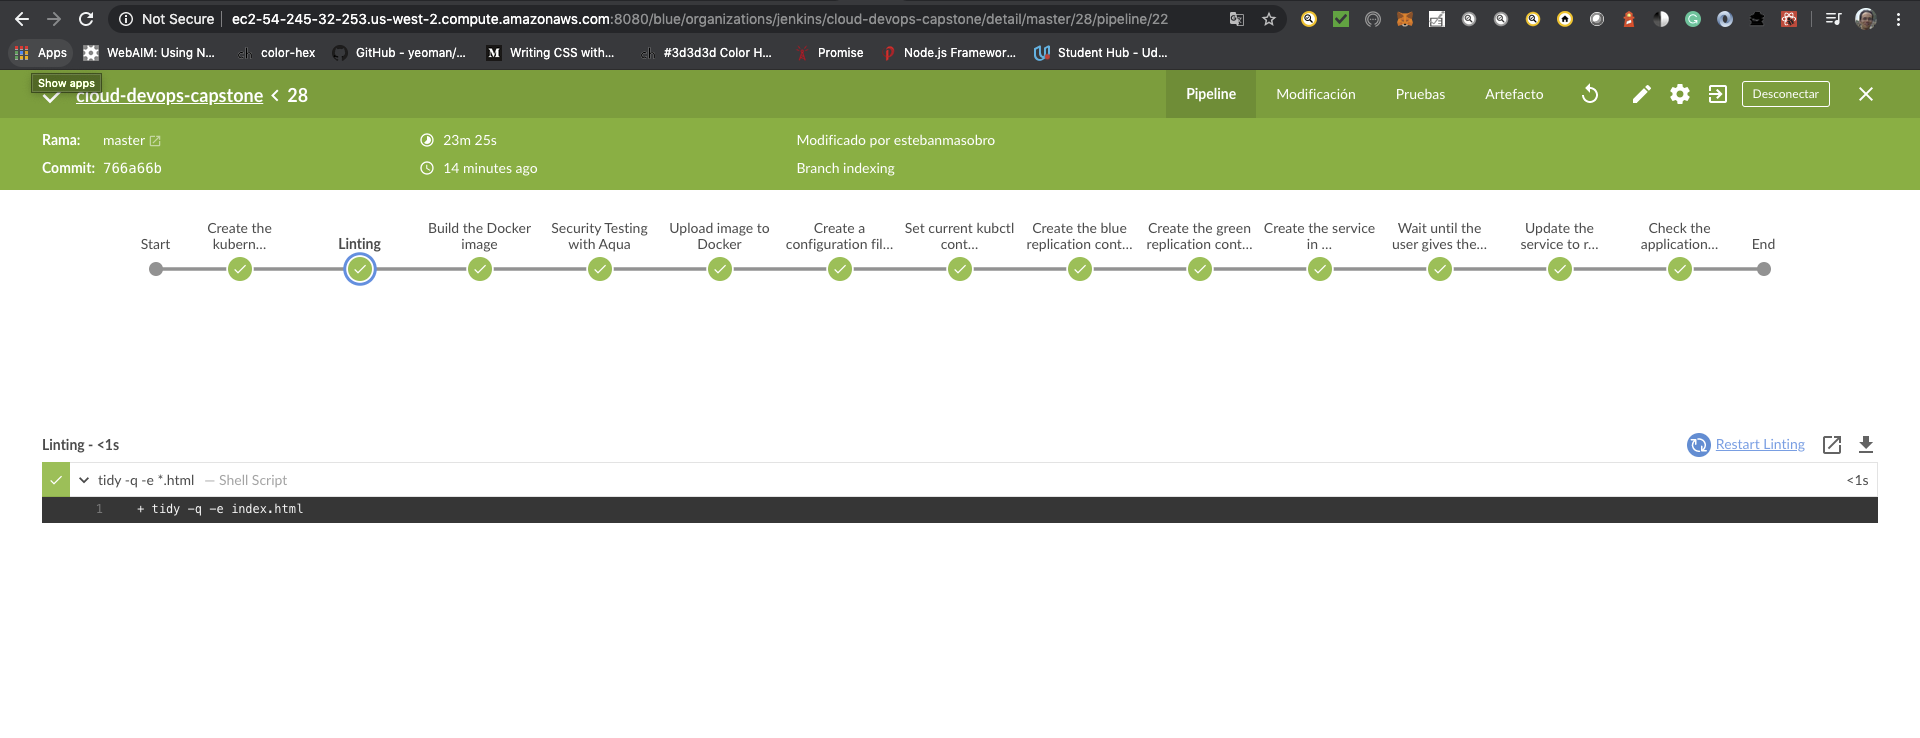 Not Secure | ec2-54-245-32-253.us-west-2.compute.amazonaws.com:8080/blue/organizations/jenkins/cloud-devops-capstone/detail/master/28/pipeline/22
Apps WebAIM: Using N... color-hex GitHub - yeoman/... Writing CSS with... #3d3d3d Color H... Promise Node.js Framewor... Student Hub - Ud...
Show apps
cloud-devops-capstone < 28 Pipeline Modificación Pruebas Artefacto Desconectar
Rama: master 23m 25s Modificado por estebanmasobro
Commit: 766a66b 14 minutes ago Branch indexing
Start
Create the
kubern...
Linting
Build the Docker
image
Security Testing
with Aqua
Upload image to
Docker
Create a
configuration fil...
Set current kubctl
cont...
Create the blue
replication cont...
Create the green
replication cont...
Create the service
in ...
Wait until the
user gives the...
Update the
service to r...
Check the
application...
End
Linting - <1s Restart Linting
tidy -q -e *.html — Shell Script <1s
1 + tidy -q -e index.html